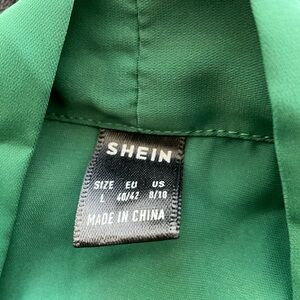 SHEIN
SIZE EU US
L 40/42 8/10
MADE IN CHINA